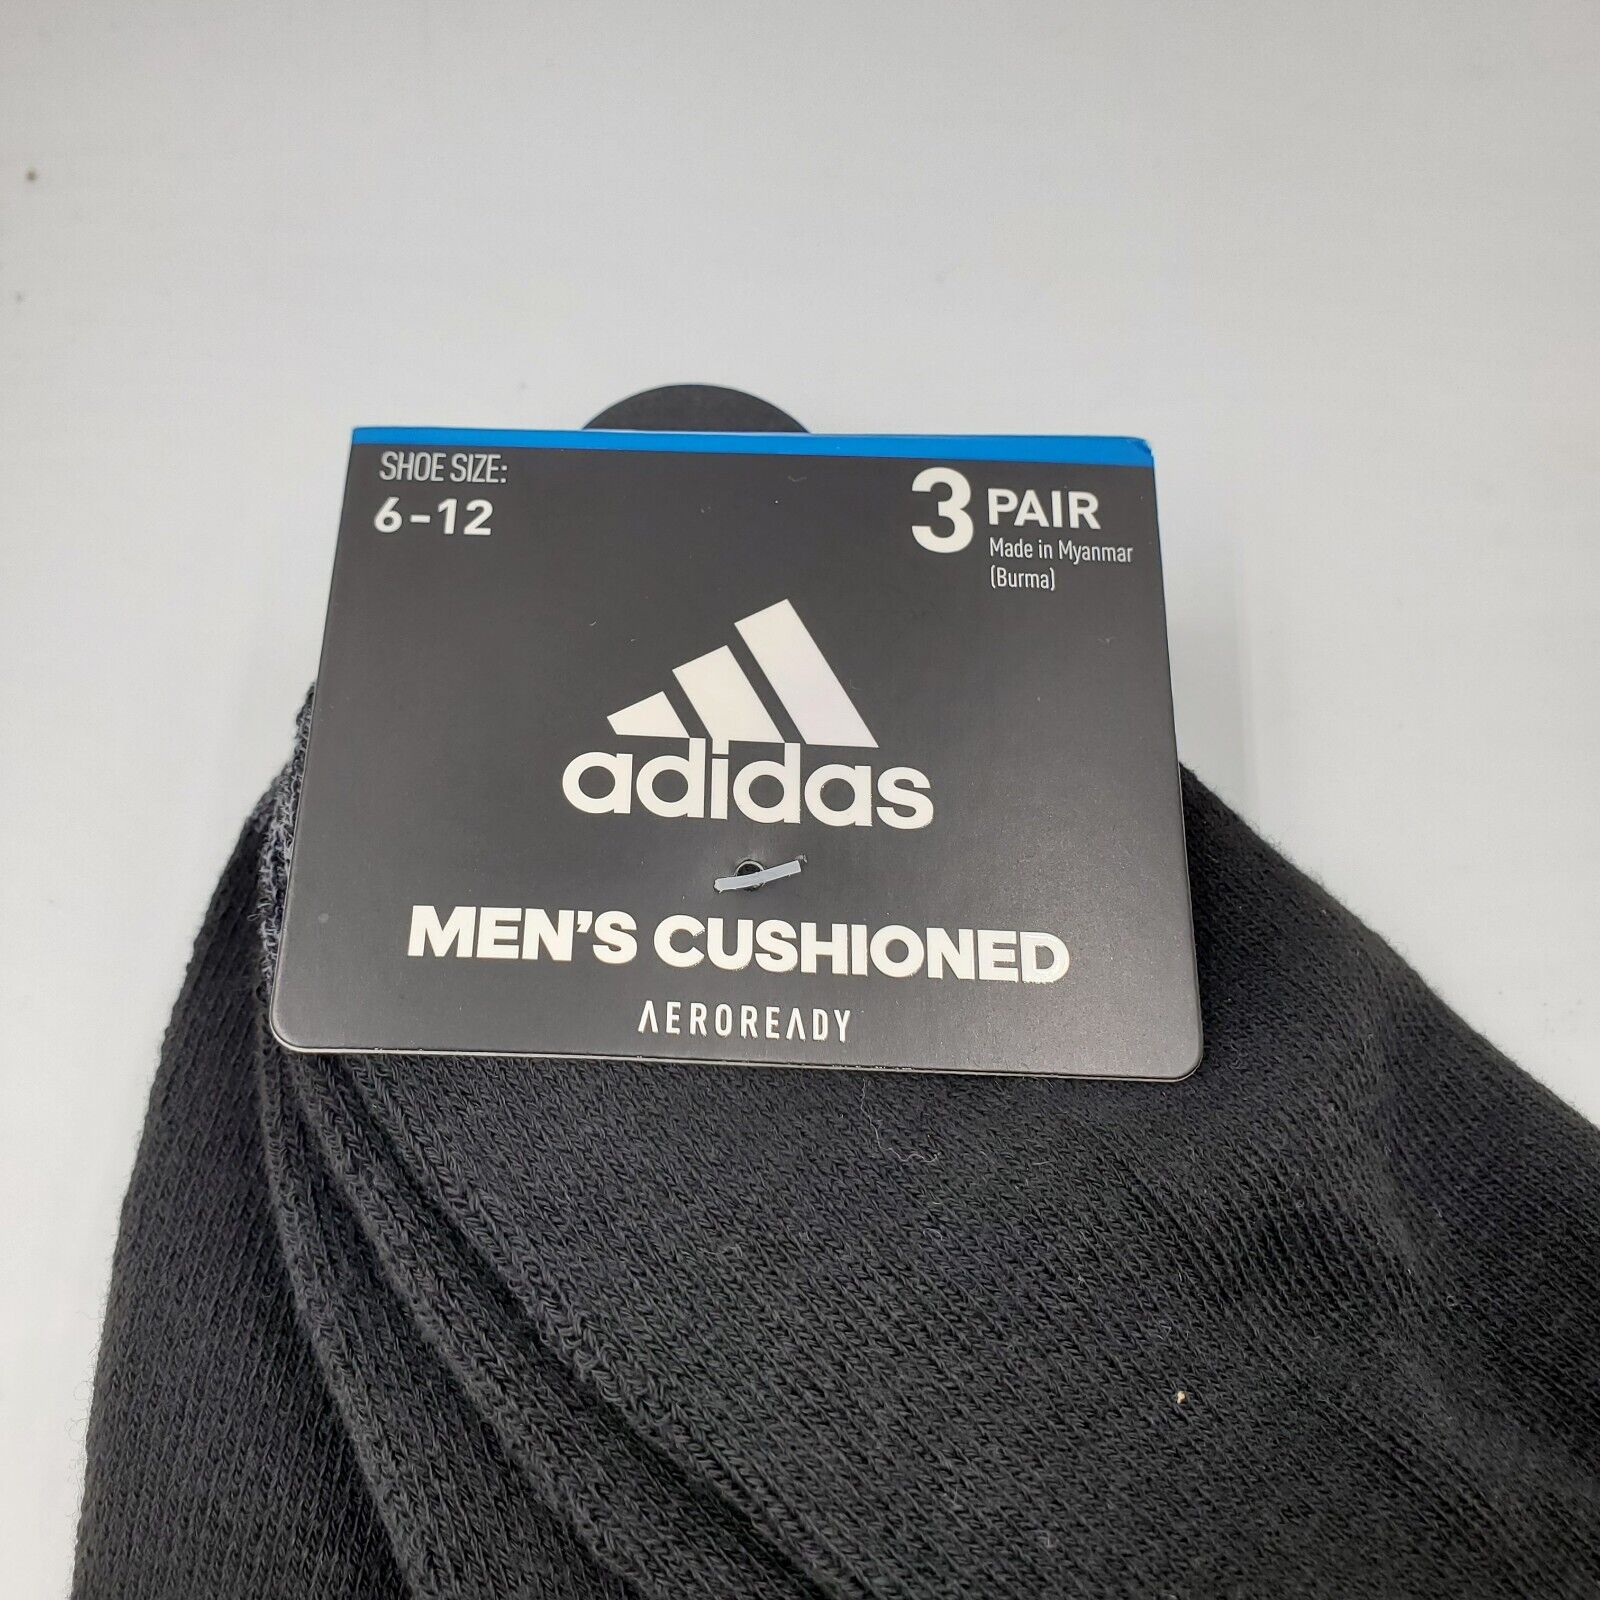 SHOE SIZE:
6-12
3 PAIR
Made in Myanmar
(Burma)
adidas
MEN'S CUSHIONED
AEROREADY